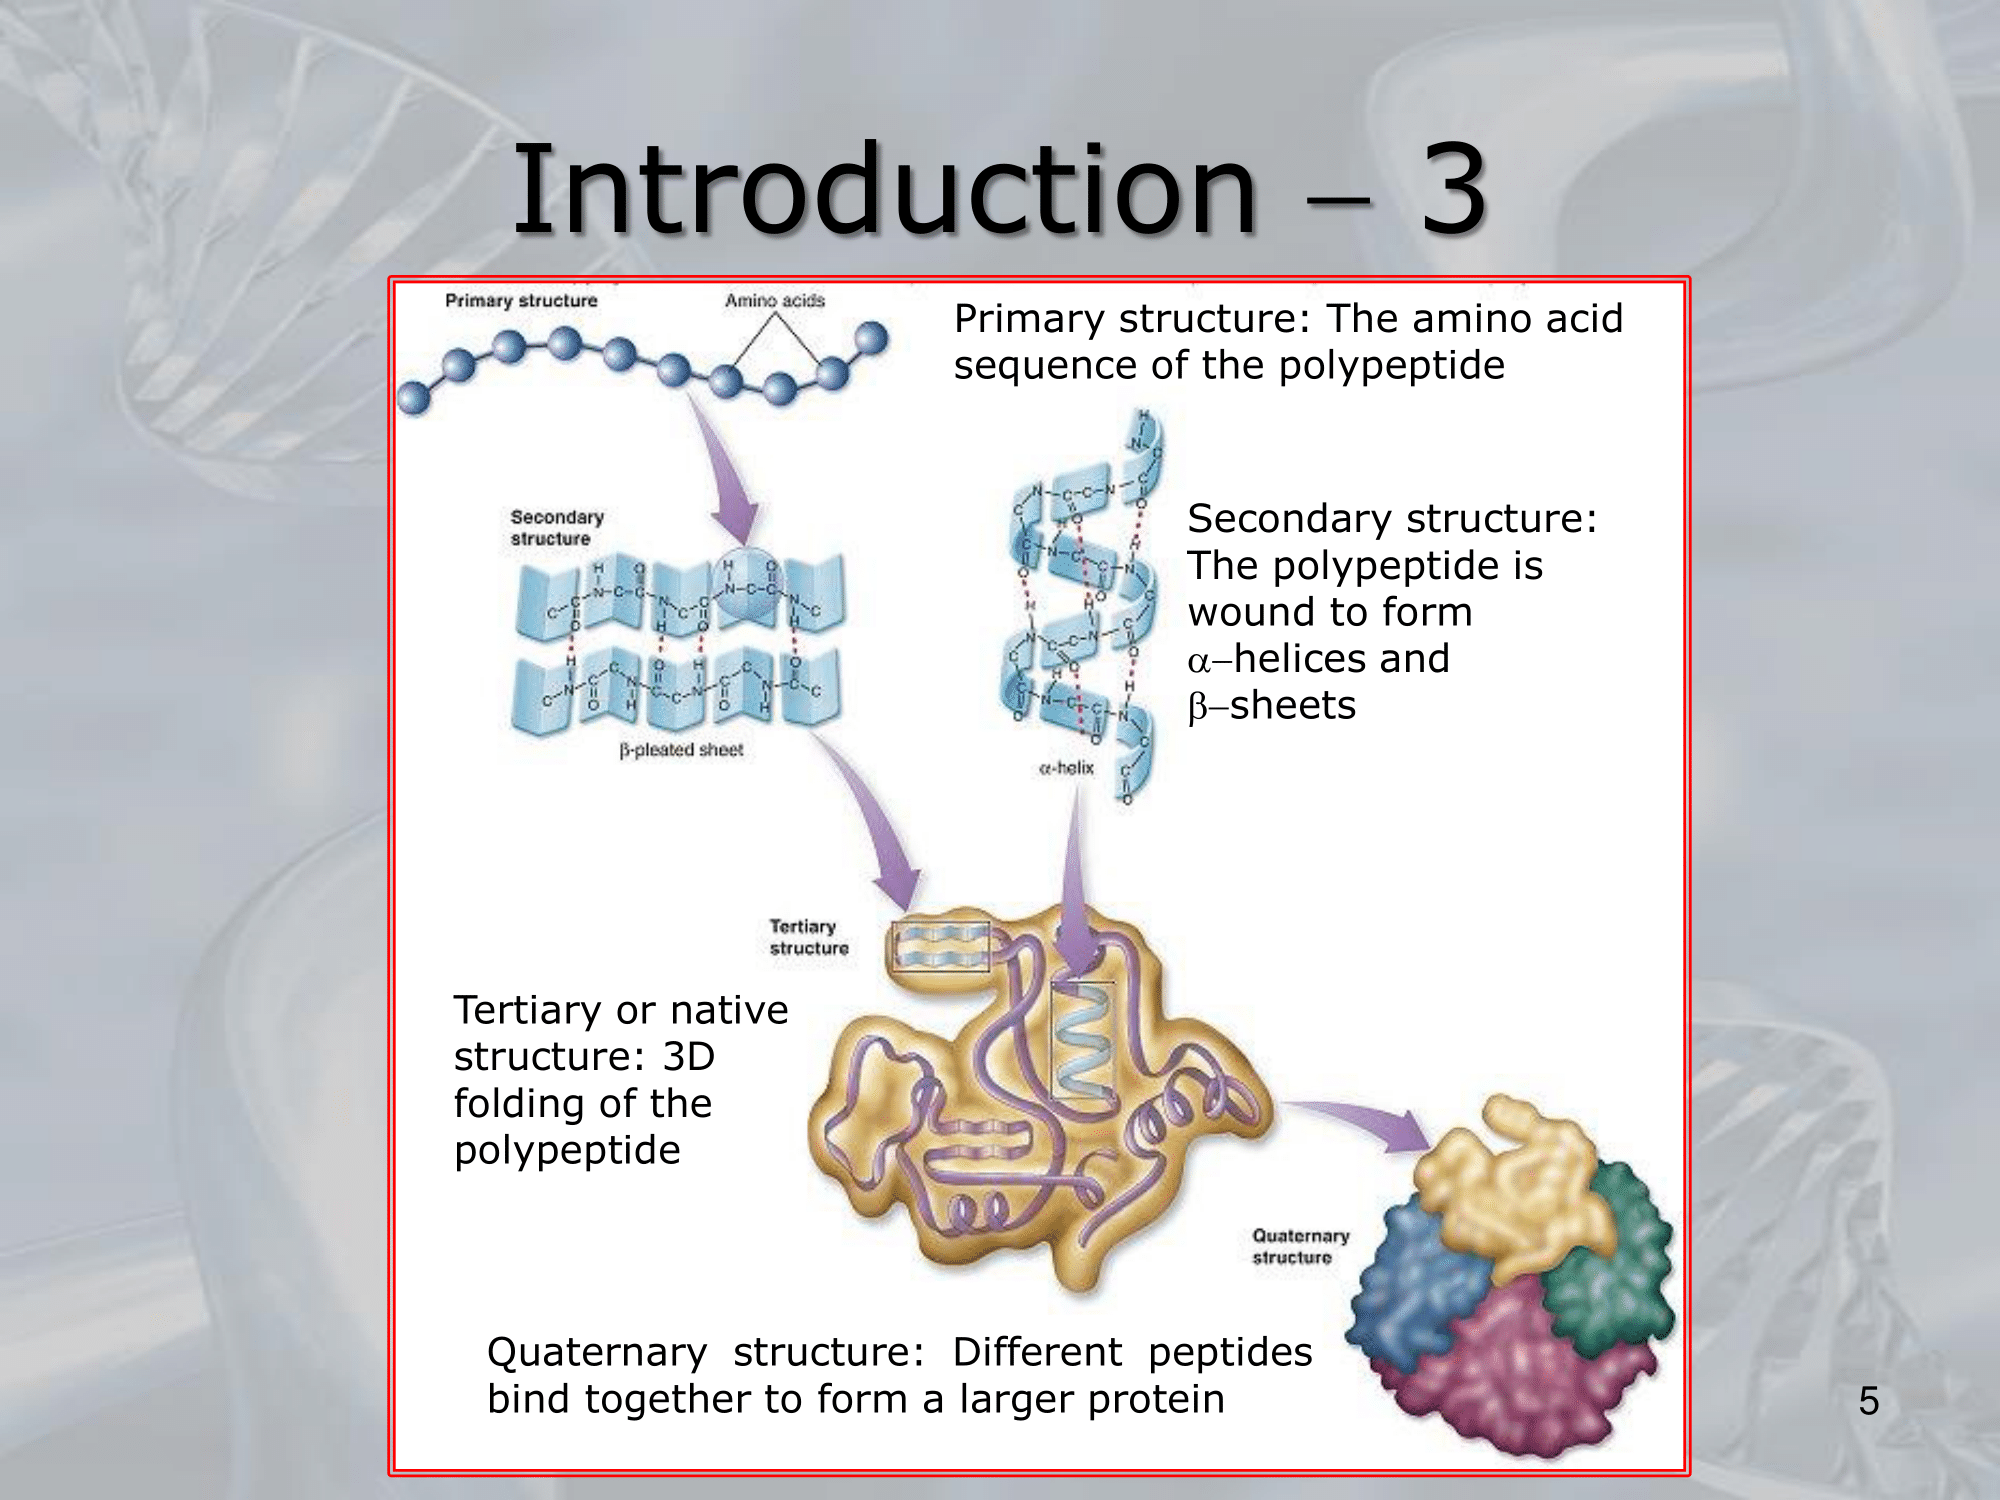 Introduction – 3
Primary structure
Amino acids
Primary structure: The amino acid
sequence of the polypeptide
Secondary
structure
Secondary structure:
The polypeptide is
wound to form
α–helices and
β–sheets
β-pleated sheet
α-helix
Tertiary
structure
Tertiary or native
structure: 3D
folding of the
polypeptide
Quaternary
structure
Quaternary structure: Different peptides
bind together to form a larger protein
5